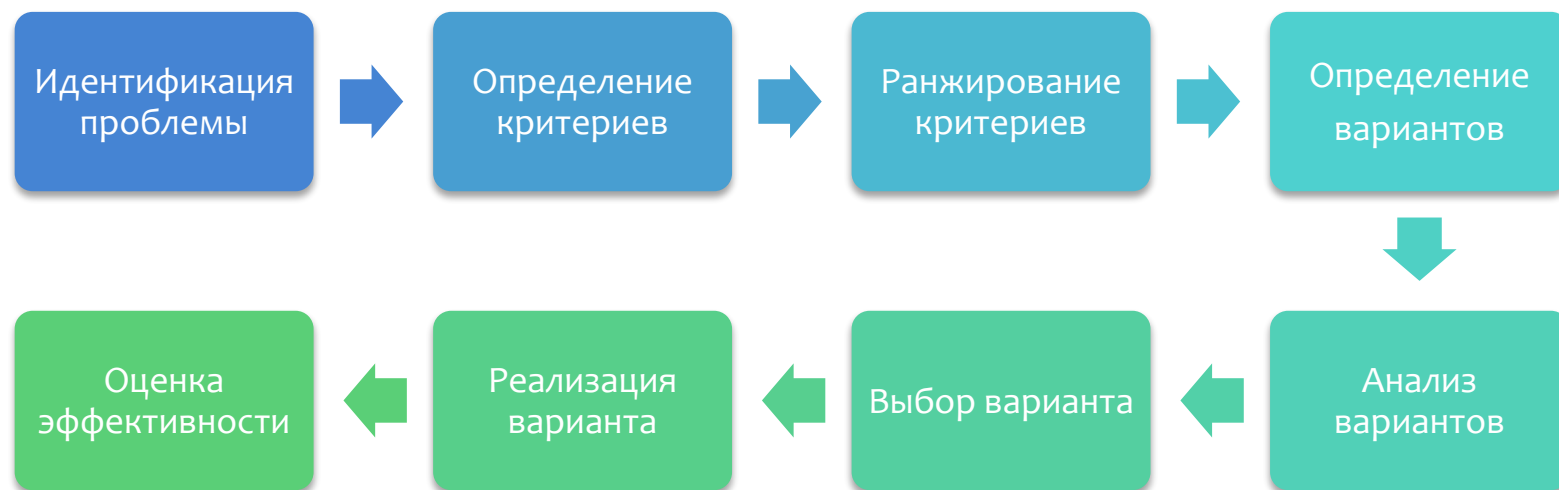 Идентификация
проблемы
Определение
критериев
Ранжирование
критериев
Определение
вариантов
Анализ
вариантов
Выбор варианта
Реализация
варианта
Оценка
эффективности